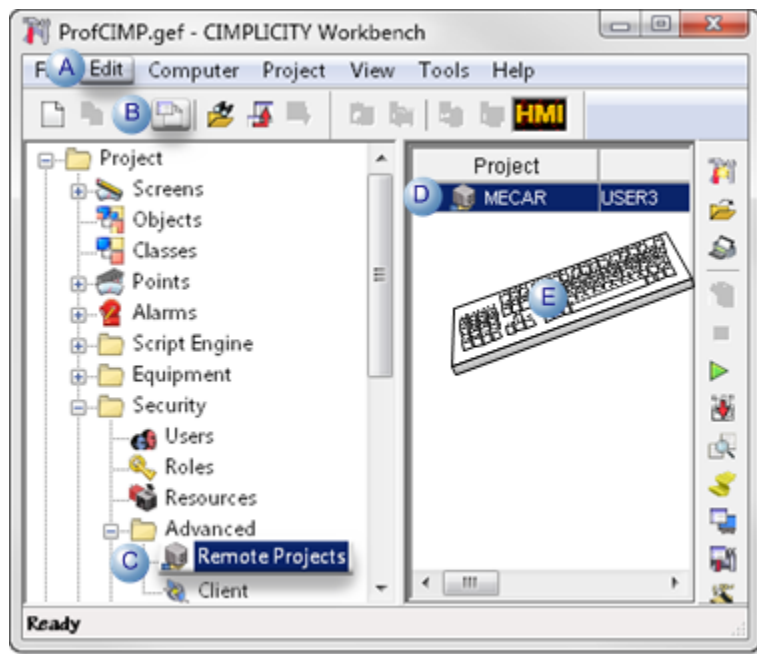 ProfCIMP.gef - CIMPLICITY Workbench
F A Edit Computer Project View Tools Help
B HMI
Project
Screens
Objects
Classes
Points
Alarms
Script Engine
Equipment
Security
Users
Roles
Resources
Advanced
C Remote Projects
Client
Project
D MECAR USER3
E
Ready